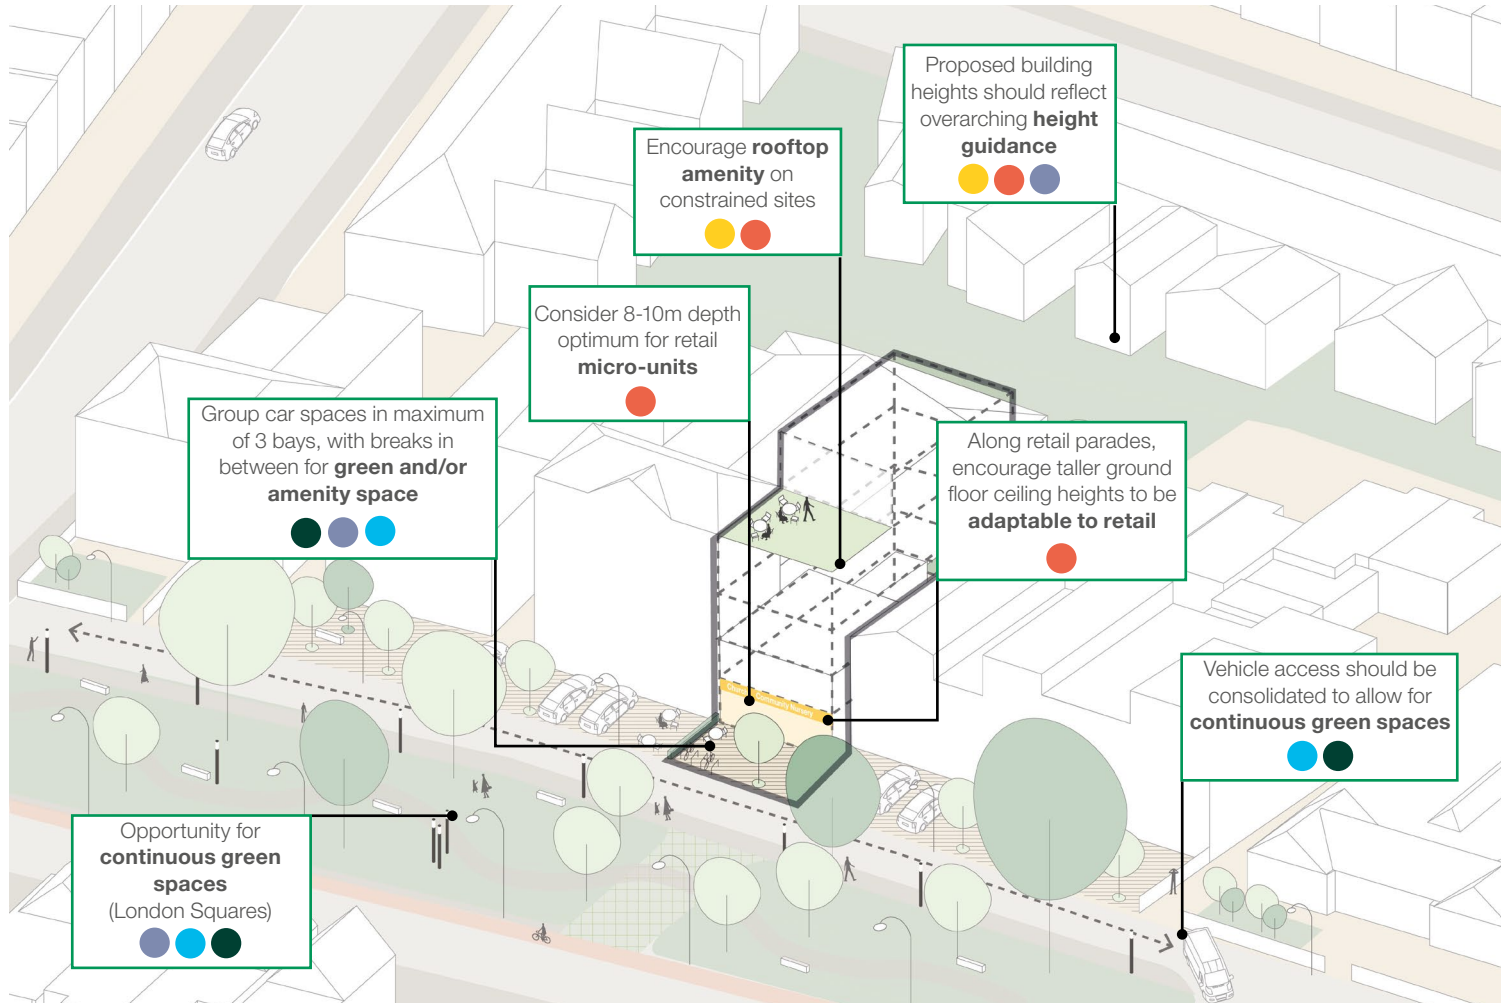 Proposed building
heights should reflect
overarching height
guidance
Encourage rooftop
amenity on
constrained sites
Consider 8-10m depth
optimum for retail
micro-units
Group car spaces in maximum
of 3 bays, with breaks in
between for green and/or
amenity space
Along retail parades,
encourage taller ground
floor ceiling heights to be
adaptable to retail
Community Nursery
Vehicle access should be
consolidated to allow for
continuous green spaces
Opportunity for
continuous green
spaces
(London Squares)